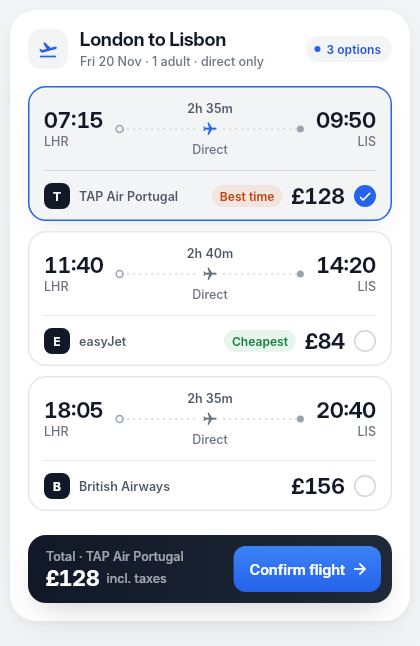 London to Lisbon
Fri 20 Nov · 1 adult · direct only
3 options
2h 35m
07:15
09:50
LHR
Direct
LIS
T
TAP Air Portugal
Best time
£128
2h 40m
11:40
14:20
LHR
Direct
LIS
E
easyJet
Cheapest
£84
2h 35m
18:05
20:40
LHR
Direct
LIS
B
British Airways
£156
Total · TAP Air Portugal
£128 incl. taxes
Confirm flight